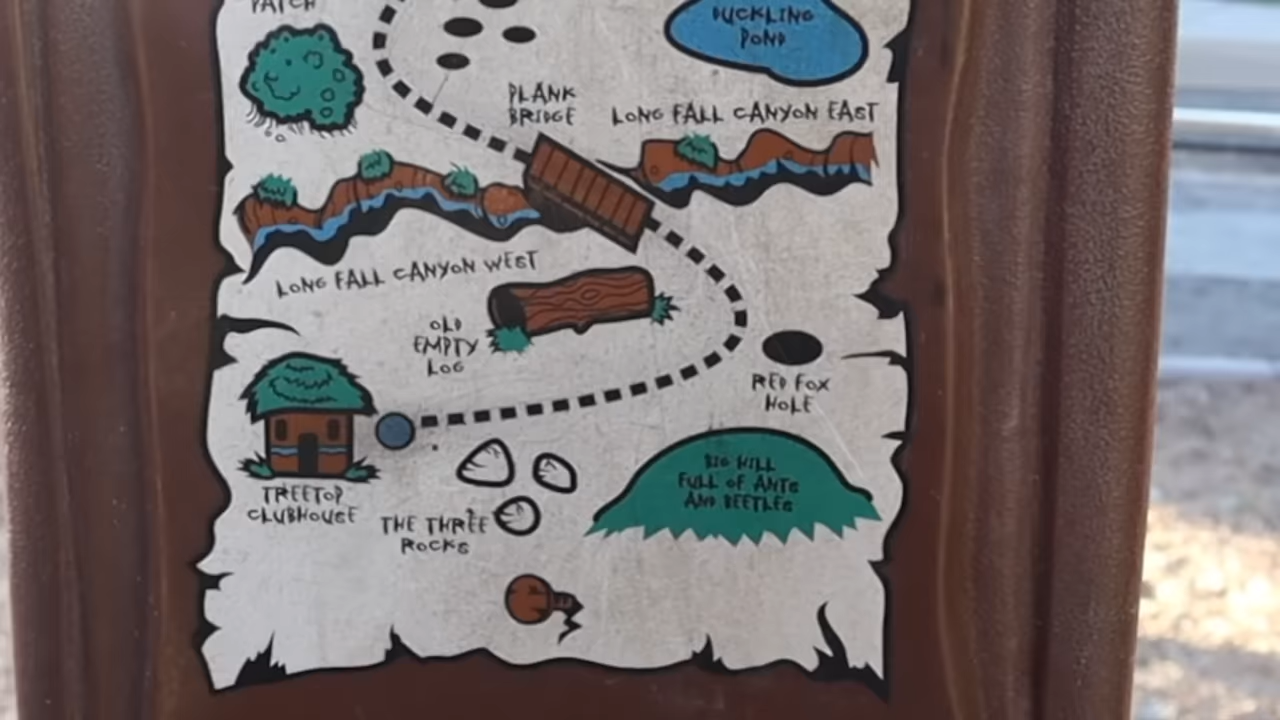 PATCH
DUCKLING
POND
PLANK
BRIDGE
LONG FALL CANYON EAST
LONG FALL CANYON WEST
OLD
EMPTY
LOG
RED FOX
HOLE
BIG HILL
FULL OF ANTS
AND BEETLES
TREETOP
CLUBHOUSE
THE THREE
ROCKS